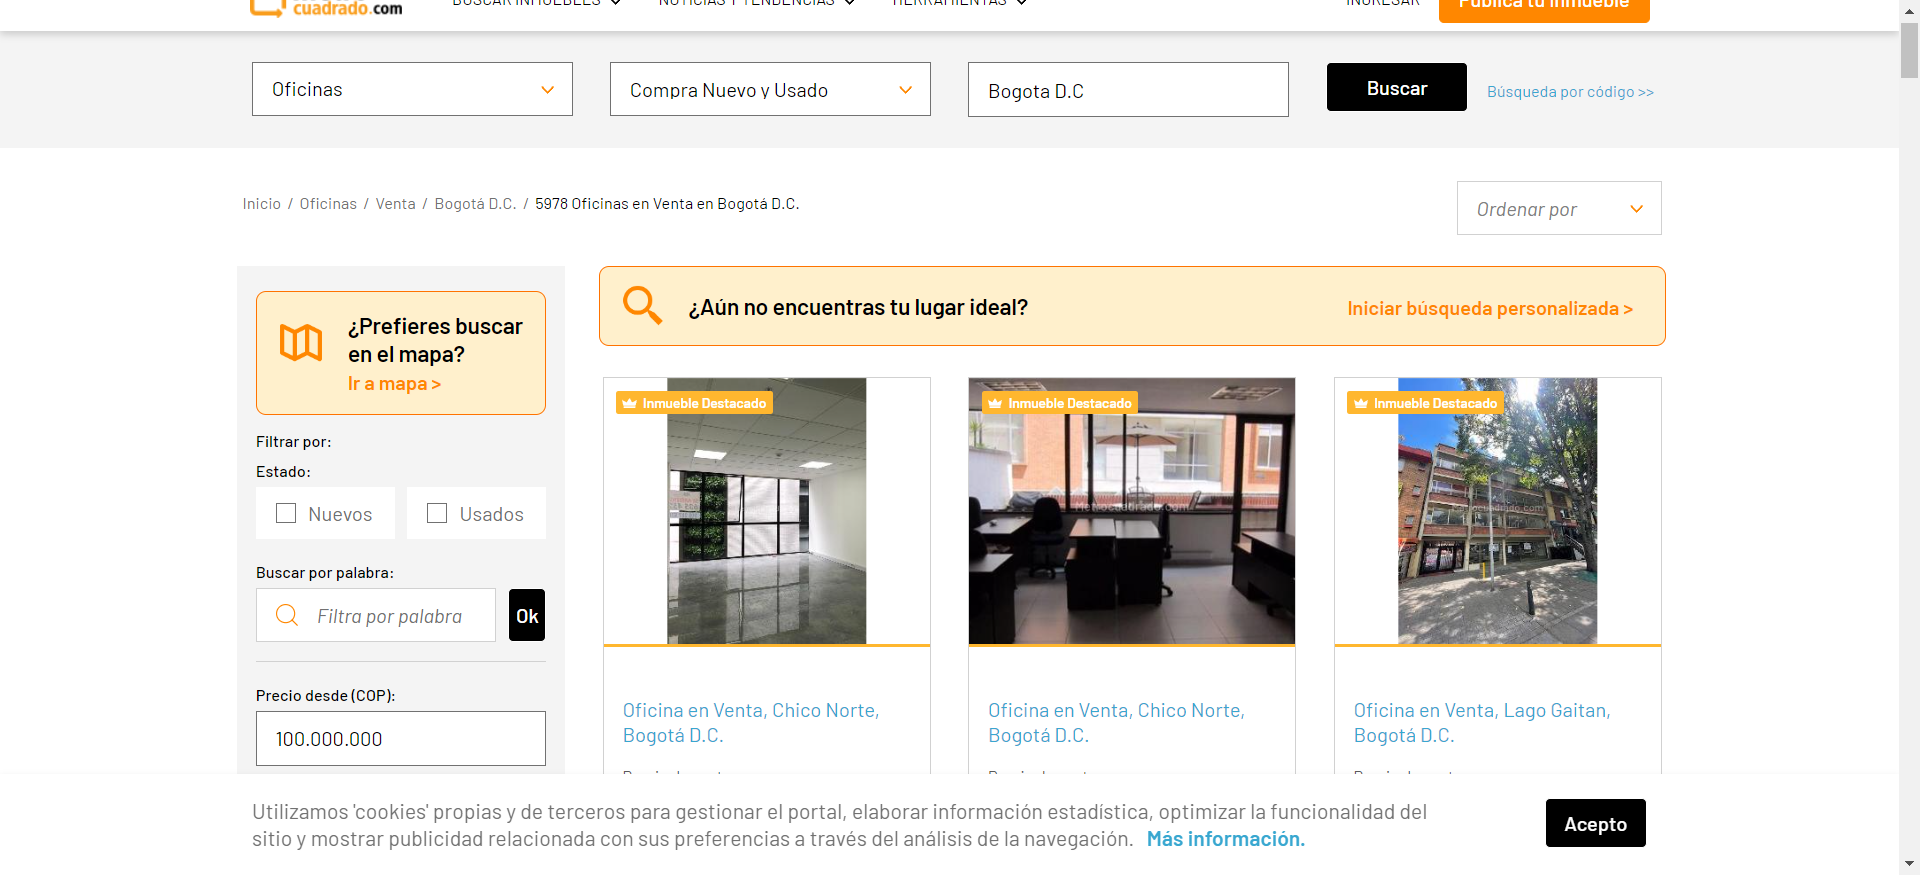 cuadrado.com
BUSCAR INMUEBLES
NOTICIAS Y TENDENCIAS
HERRAMIENTAS
INGRESAR
Publica tu inmueble
Oficinas
Compra Nuevo y Usado
Bogota D.C
Buscar
Búsqueda por código >>
Inicio / Oficinas / Venta / Bogotá D.C. / 5978 Oficinas en Venta en Bogotá D.C.
Ordenar por
¿Prefieres buscar
en el mapa?
Ir a mapa >
Filtrar por:
Estado:
Nuevos
Usados
Buscar por palabra:
Filtra por palabra
Ok
Precio desde (COP):
100.000.000
¿Aún no encuentras tu lugar ideal?
Iniciar búsqueda personalizada >
Inmueble Destacado
Oficina en Venta, Chico Norte,
Bogotá D.C.
Inmueble Destacado
Oficina en Venta, Chico Norte,
Bogotá D.C.
Inmueble Destacado
Oficina en Venta, Lago Gaitan,
Bogotá D.C.
Utilizamos 'cookies' propias y de terceros para gestionar el portal, elaborar información estadística, optimizar la funcionalidad del
sitio y mostrar publicidad relacionada con sus preferencias a través del análisis de la navegación. Más información.
Acepto